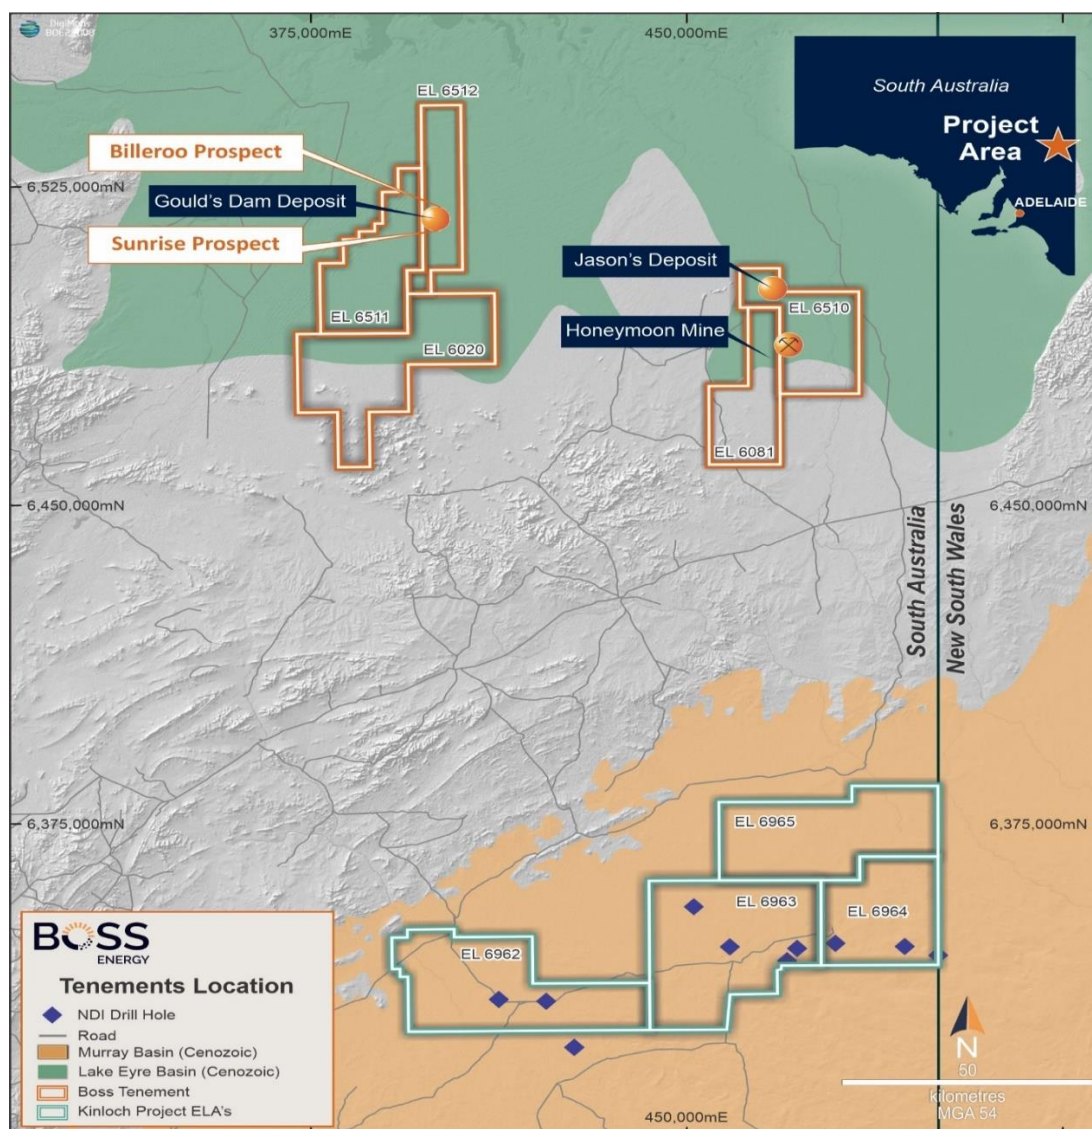 375,000mE
450,000mE
South Australia
Project
Area
ADELAIDE
EL 6512
Billeroo Prospect
6,525,000mN
Gould's Dam Deposit
Sunrise Prospect
Jason's Deposit
EL 6510
EL 6511
Honeymoon Mine
EL 6020
EL 6081
6,450,000mN
6,450,000mN
South Australia
New South Wales
6,375,000mN
6,375,000mN
EL 6965
EL 6963
EL 6964
EL 6962
BOSS
ENERGY
Tenements Location
NDI Drill Hole
Road
Murray Basin (Cenozoic)
Lake Eyre Basin (Cenozoic)
Boss Tenement
Kinloch Project ELA's
N
50
kilometres
MGA 54
450,000mE